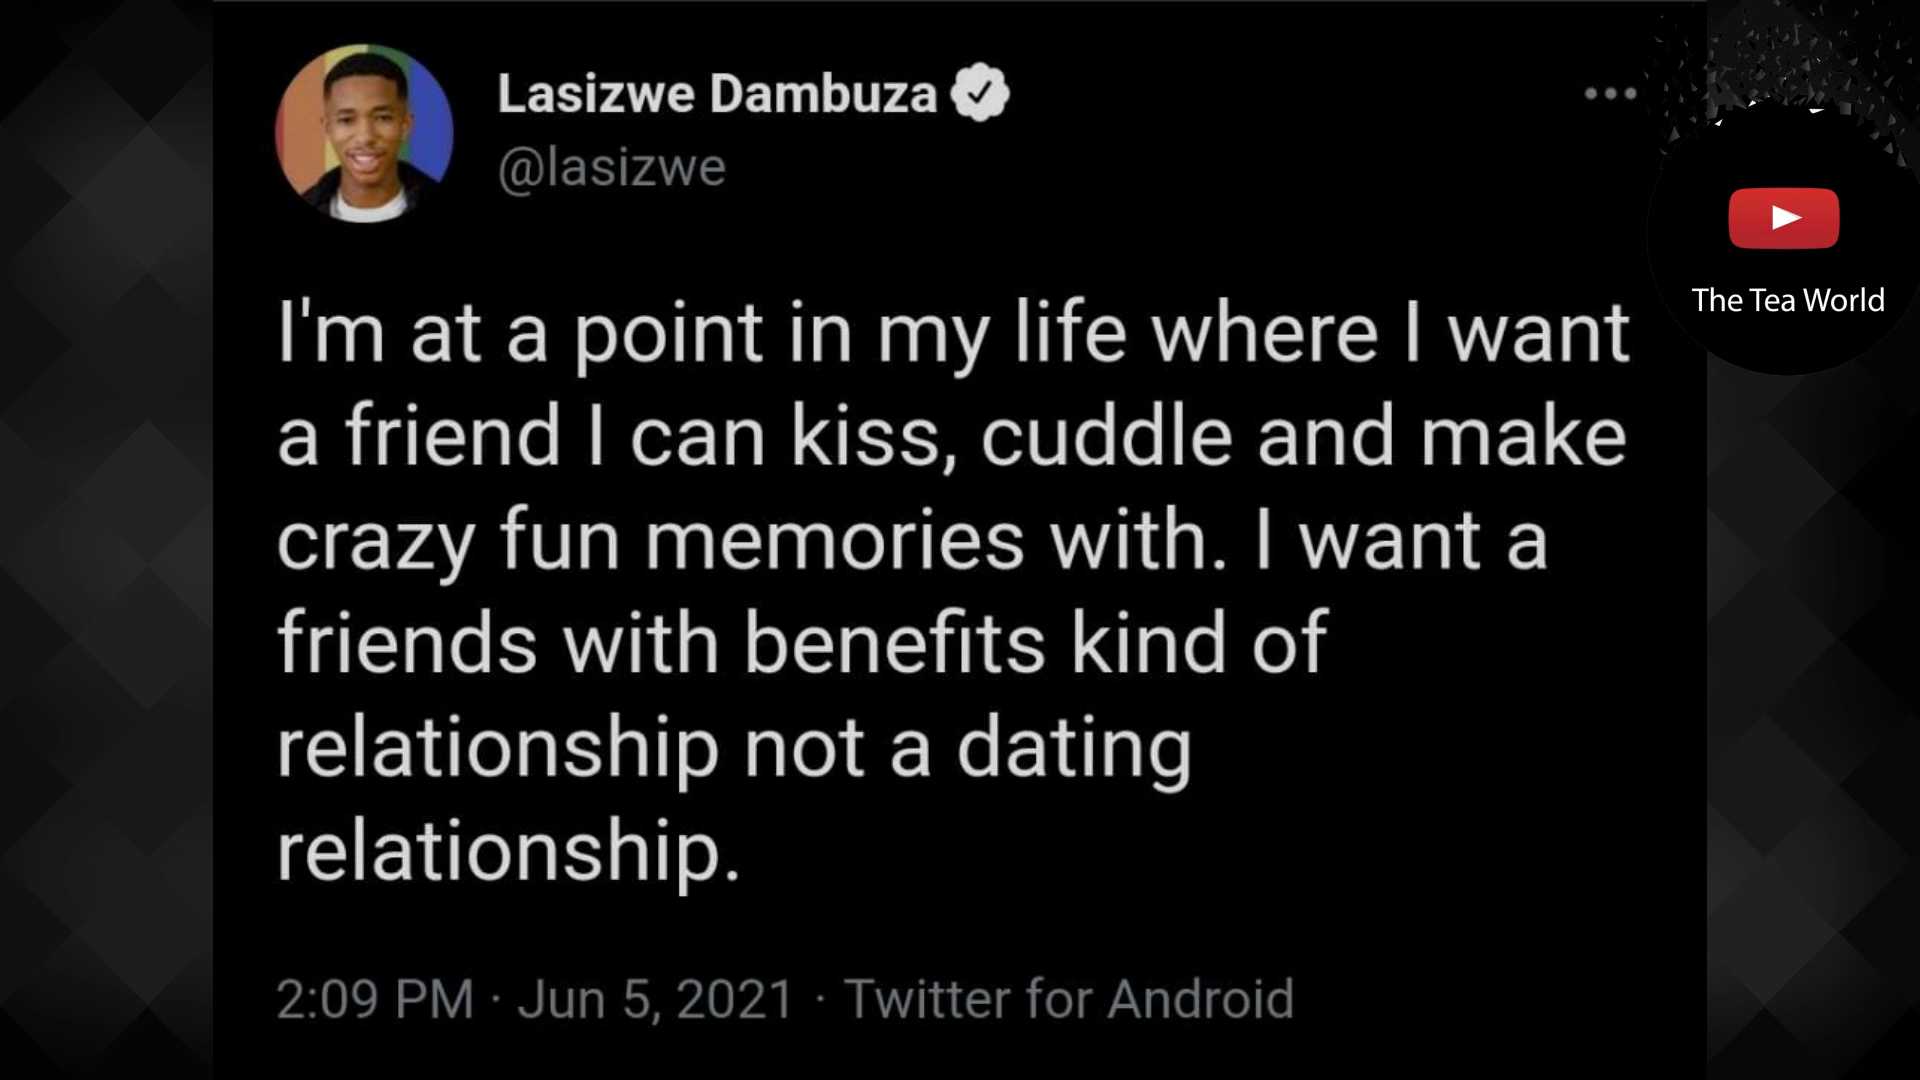 Lasizwe Dambuza
@lasizwe
The Tea World
I'm at a point in my life where I want
a friend I can kiss, cuddle and make
crazy fun memories with. I want a
friends with benefits kind of
relationship not a dating
relationship.
2:09 PM · Jun 5, 2021 · Twitter for Android